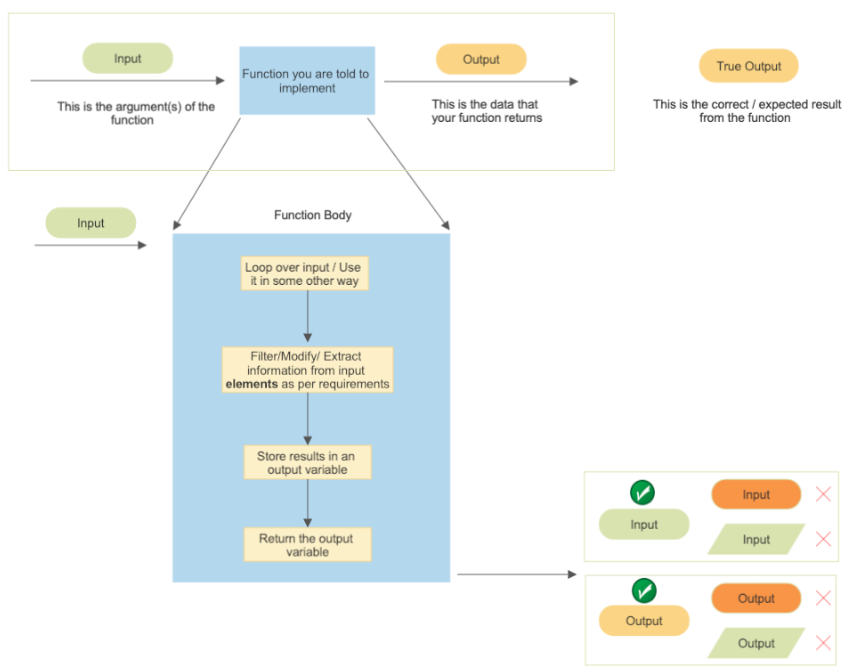 Input
This is the argument(s) of the
function
Function you are told to
implement
Output
This is the data that
your function returns
True Output
This is the correct / expected result
from the function
Input
Function Body
Loop over input / Use
it in some other way
Filter/Modify/ Extract
information from input
elements as per requirements
Store results in an
output variable
Return the output
variable
Input
Input
Input
Output
Output
Output